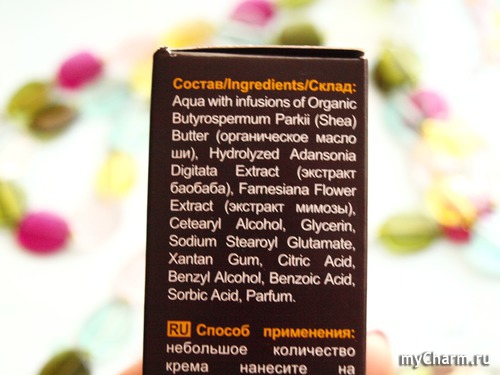 Состав/Ingredients/Склад:
Aqua with infusions of Organic
Butyrospermum Parkii (Shea)
Butter (органическое масло
ши), Hydrolyzed Adansonia
Digitata Extract (экстракт
баобаба), Farnesiana Flower
Extract (экстракт мимозы),
Cetearyl Alcohol, Glycerin,
Sodium Stearoyl Glutamate,
Xantan Gum, Citric Acid,
Benzyl Alcohol, Benzoic Acid,
Sorbic Acid, Parfum.
RU Способ применения:
небольшое количество
крема нанесите на
myCharm.ru